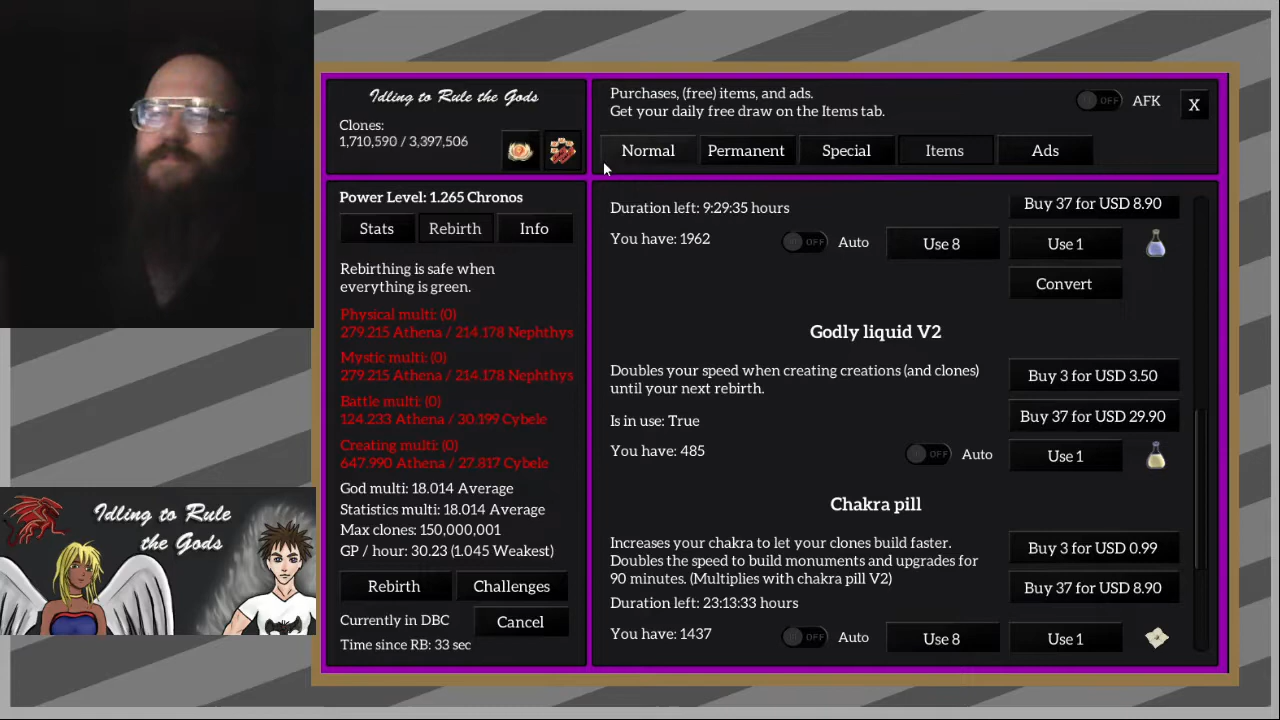 Idling to Rule the Gods
Clones:
1,710,590 / 3,397,506
Purchases, (free) items, and ads.
Get your daily free draw on the Items tab.
OFF AFK
X
Normal
Permanent
Special
Items
Ads
Power Level: 1.265 Chronos
Stats
Rebirth
Info
Rebirthing is safe when
everything is green.
Physical multi: (0)
279.215 Athena / 214.178 Nephthys
Mystic multi: (0)
279.215 Athena / 214.178 Nephthys
Battle multi: (0)
124.233 Athena / 30.199 Cybele
Creating multi: (0)
647.990 Athena / 27.817 Cybele
God multi: 18.014 Average
Statistics multi: 18.014 Average
Max clones: 150,000,001
GP / hour: 30.23 (1.045 Weakest)
Rebirth
Challenges
Currently in DBC
Cancel
Time since RB: 33 sec
Buy 37 for USD 8.90
Duration left: 9:29:35 hours
You have: 1962
OFF Auto
Use 8
Use 1
Convert
Godly liquid V2
Doubles your speed when creating creations (and clones)
until your next rebirth.
Buy 3 for USD 3.50
Is in use: True
Buy 37 for USD 29.90
You have: 485
OFF Auto
Use 1
Chakra pill
Increases your chakra to let your clones build faster.
Doubles the speed to build monuments and upgrades for
90 minutes. (Multiplies with chakra pill V2)
Buy 3 for USD 0.99
Buy 37 for USD 8.90
Duration left: 23:13:33 hours
You have: 1437
OFF Auto
Use 8
Use 1
Idling to Rule
the Gods